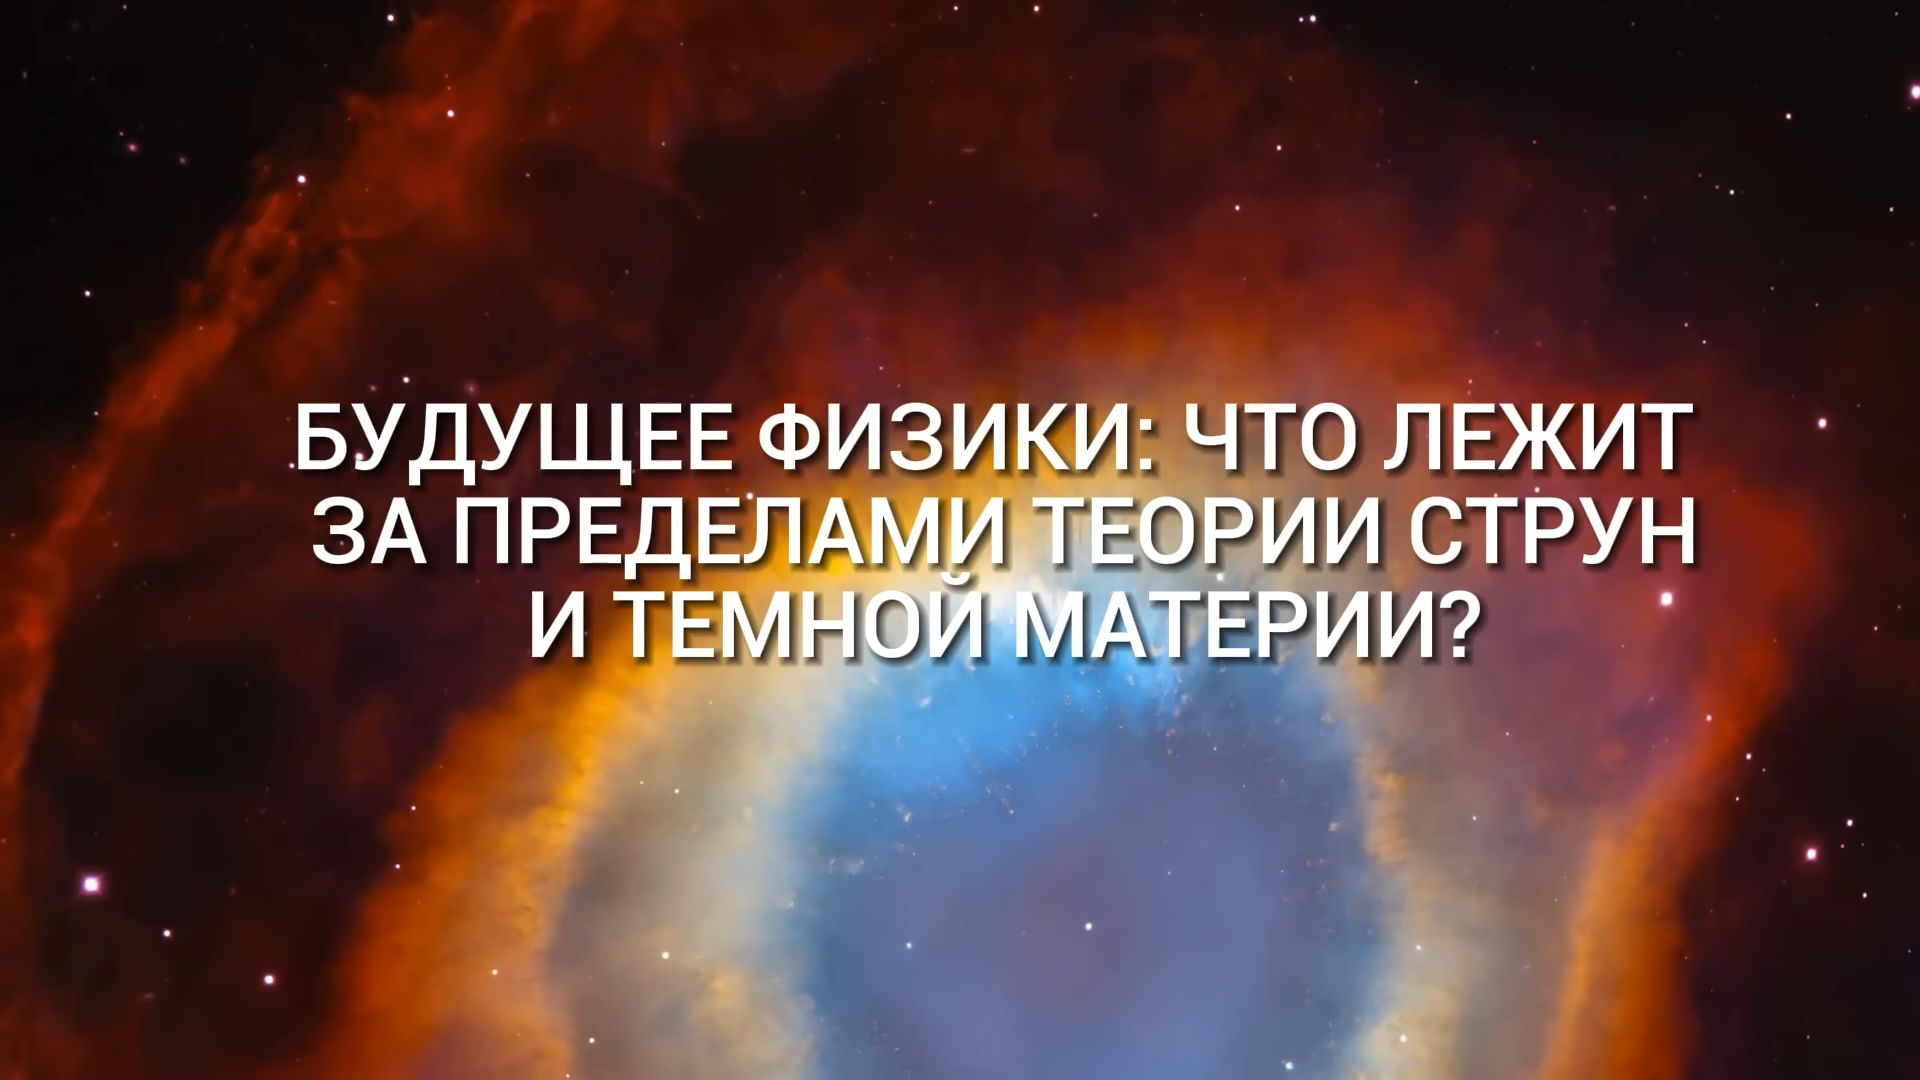 БУДУЩЕЕ ФИЗИКИ: ЧТО ЛЕЖИТ
ЗА ПРЕДЕЛАМИ ТЕОРИИ СТРУН
И ТЕМНОЙ МАТЕРИИ?